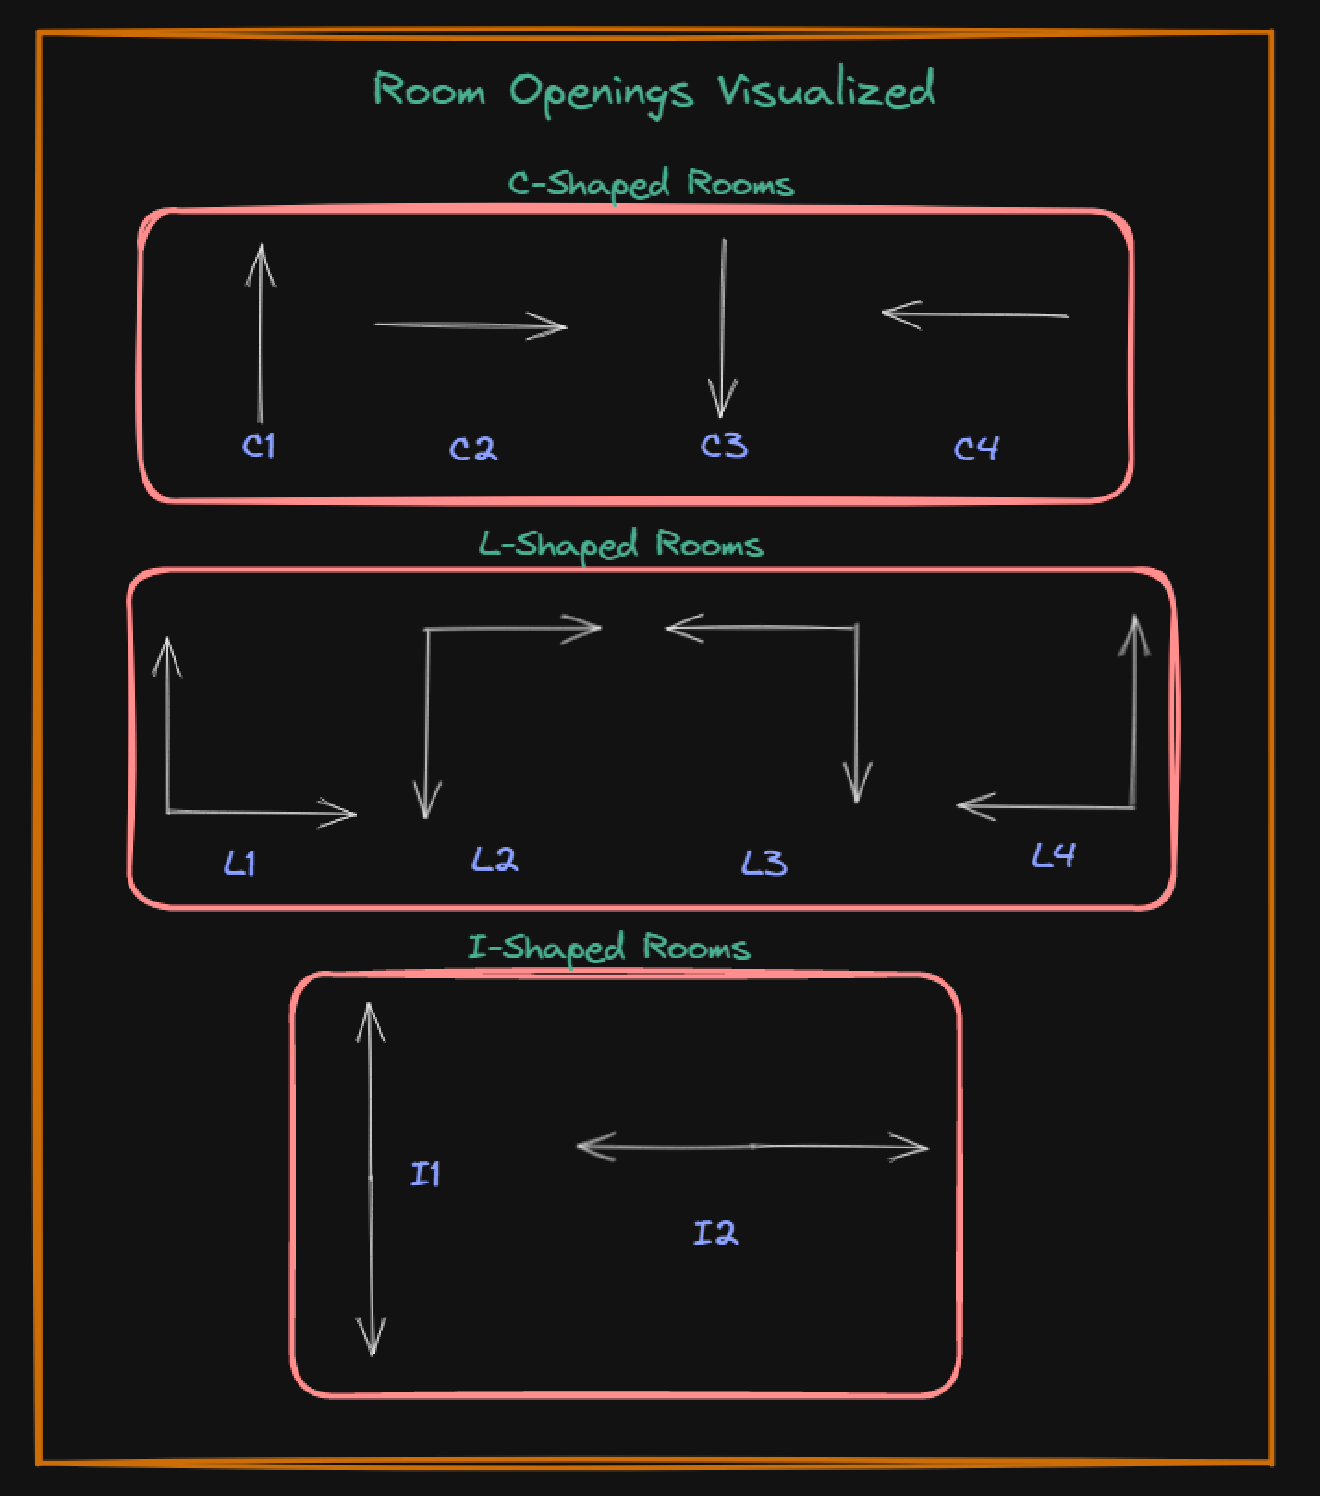 Room Openings Visualized
C-Shaped Rooms
C1
C2
C3
C4
L-Shaped Rooms
L1
L2
L3
L4
I-Shaped Rooms
I1
I2